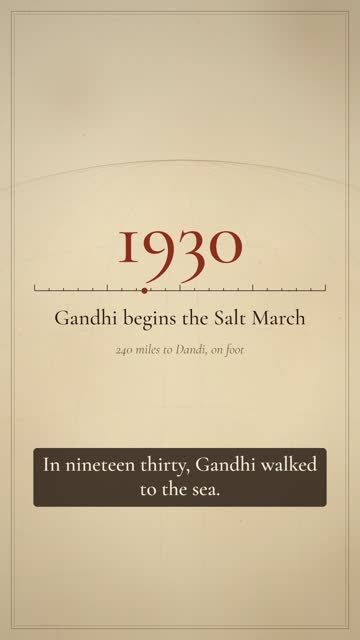 1930
Gandhi begins the Salt March
240 miles to Dandi, on foot
In nineteen thirty, Gandhi walked
to the sea.